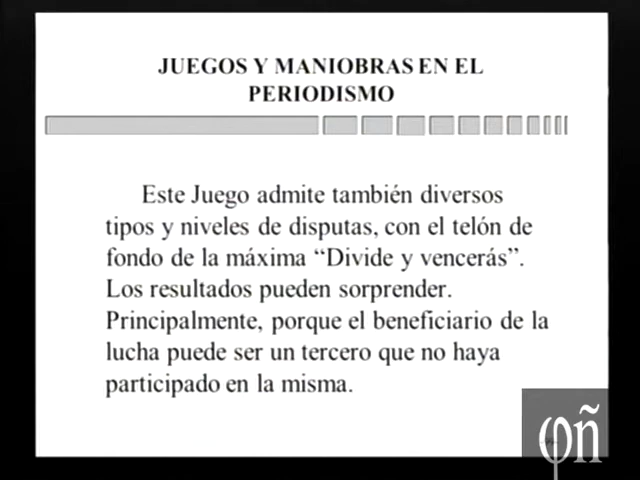 JUEGOS Y MANIOBRAS EN EL
PERIODISMO
Este Juego admite también diversos
tipos y niveles de disputas, con el telón de
fondo de la máxima “Divide y vencerás”.
Los resultados pueden sorprender.
Principalmente, porque el beneficiario de la
lucha puede ser un tercero que no haya
participado en la misma.
φñ